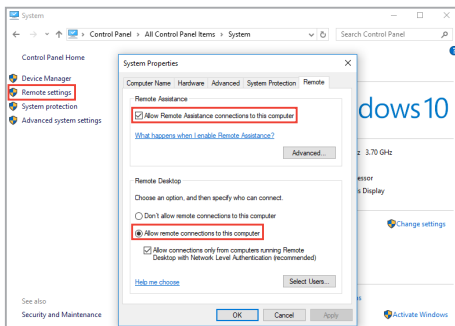 System
Control Panel
All Control Panel Items
System
Search Control Panel
Control Panel Home
Device Manager
Remote settings
System protection
Advanced system settings
See also
Security and Maintenance
System Properties
Computer Name Hardware Advanced System Protection Remote
Remote Assistance
Allow Remote Assistance connections to this computer
What happens when I enable Remote Assistance?
Advanced...
Remote Desktop
Choose an option, and then specify who can connect.
Don't allow remote connections to this computer
Allow remote connections to this computer
Allow connections only from computers running Remote
Desktop with Network Level Authentication (recommended)
Help me choose
Select Users...
OK Cancel Apply
dows 10
3.70 GHz
Display
Change settings
Activate Windows